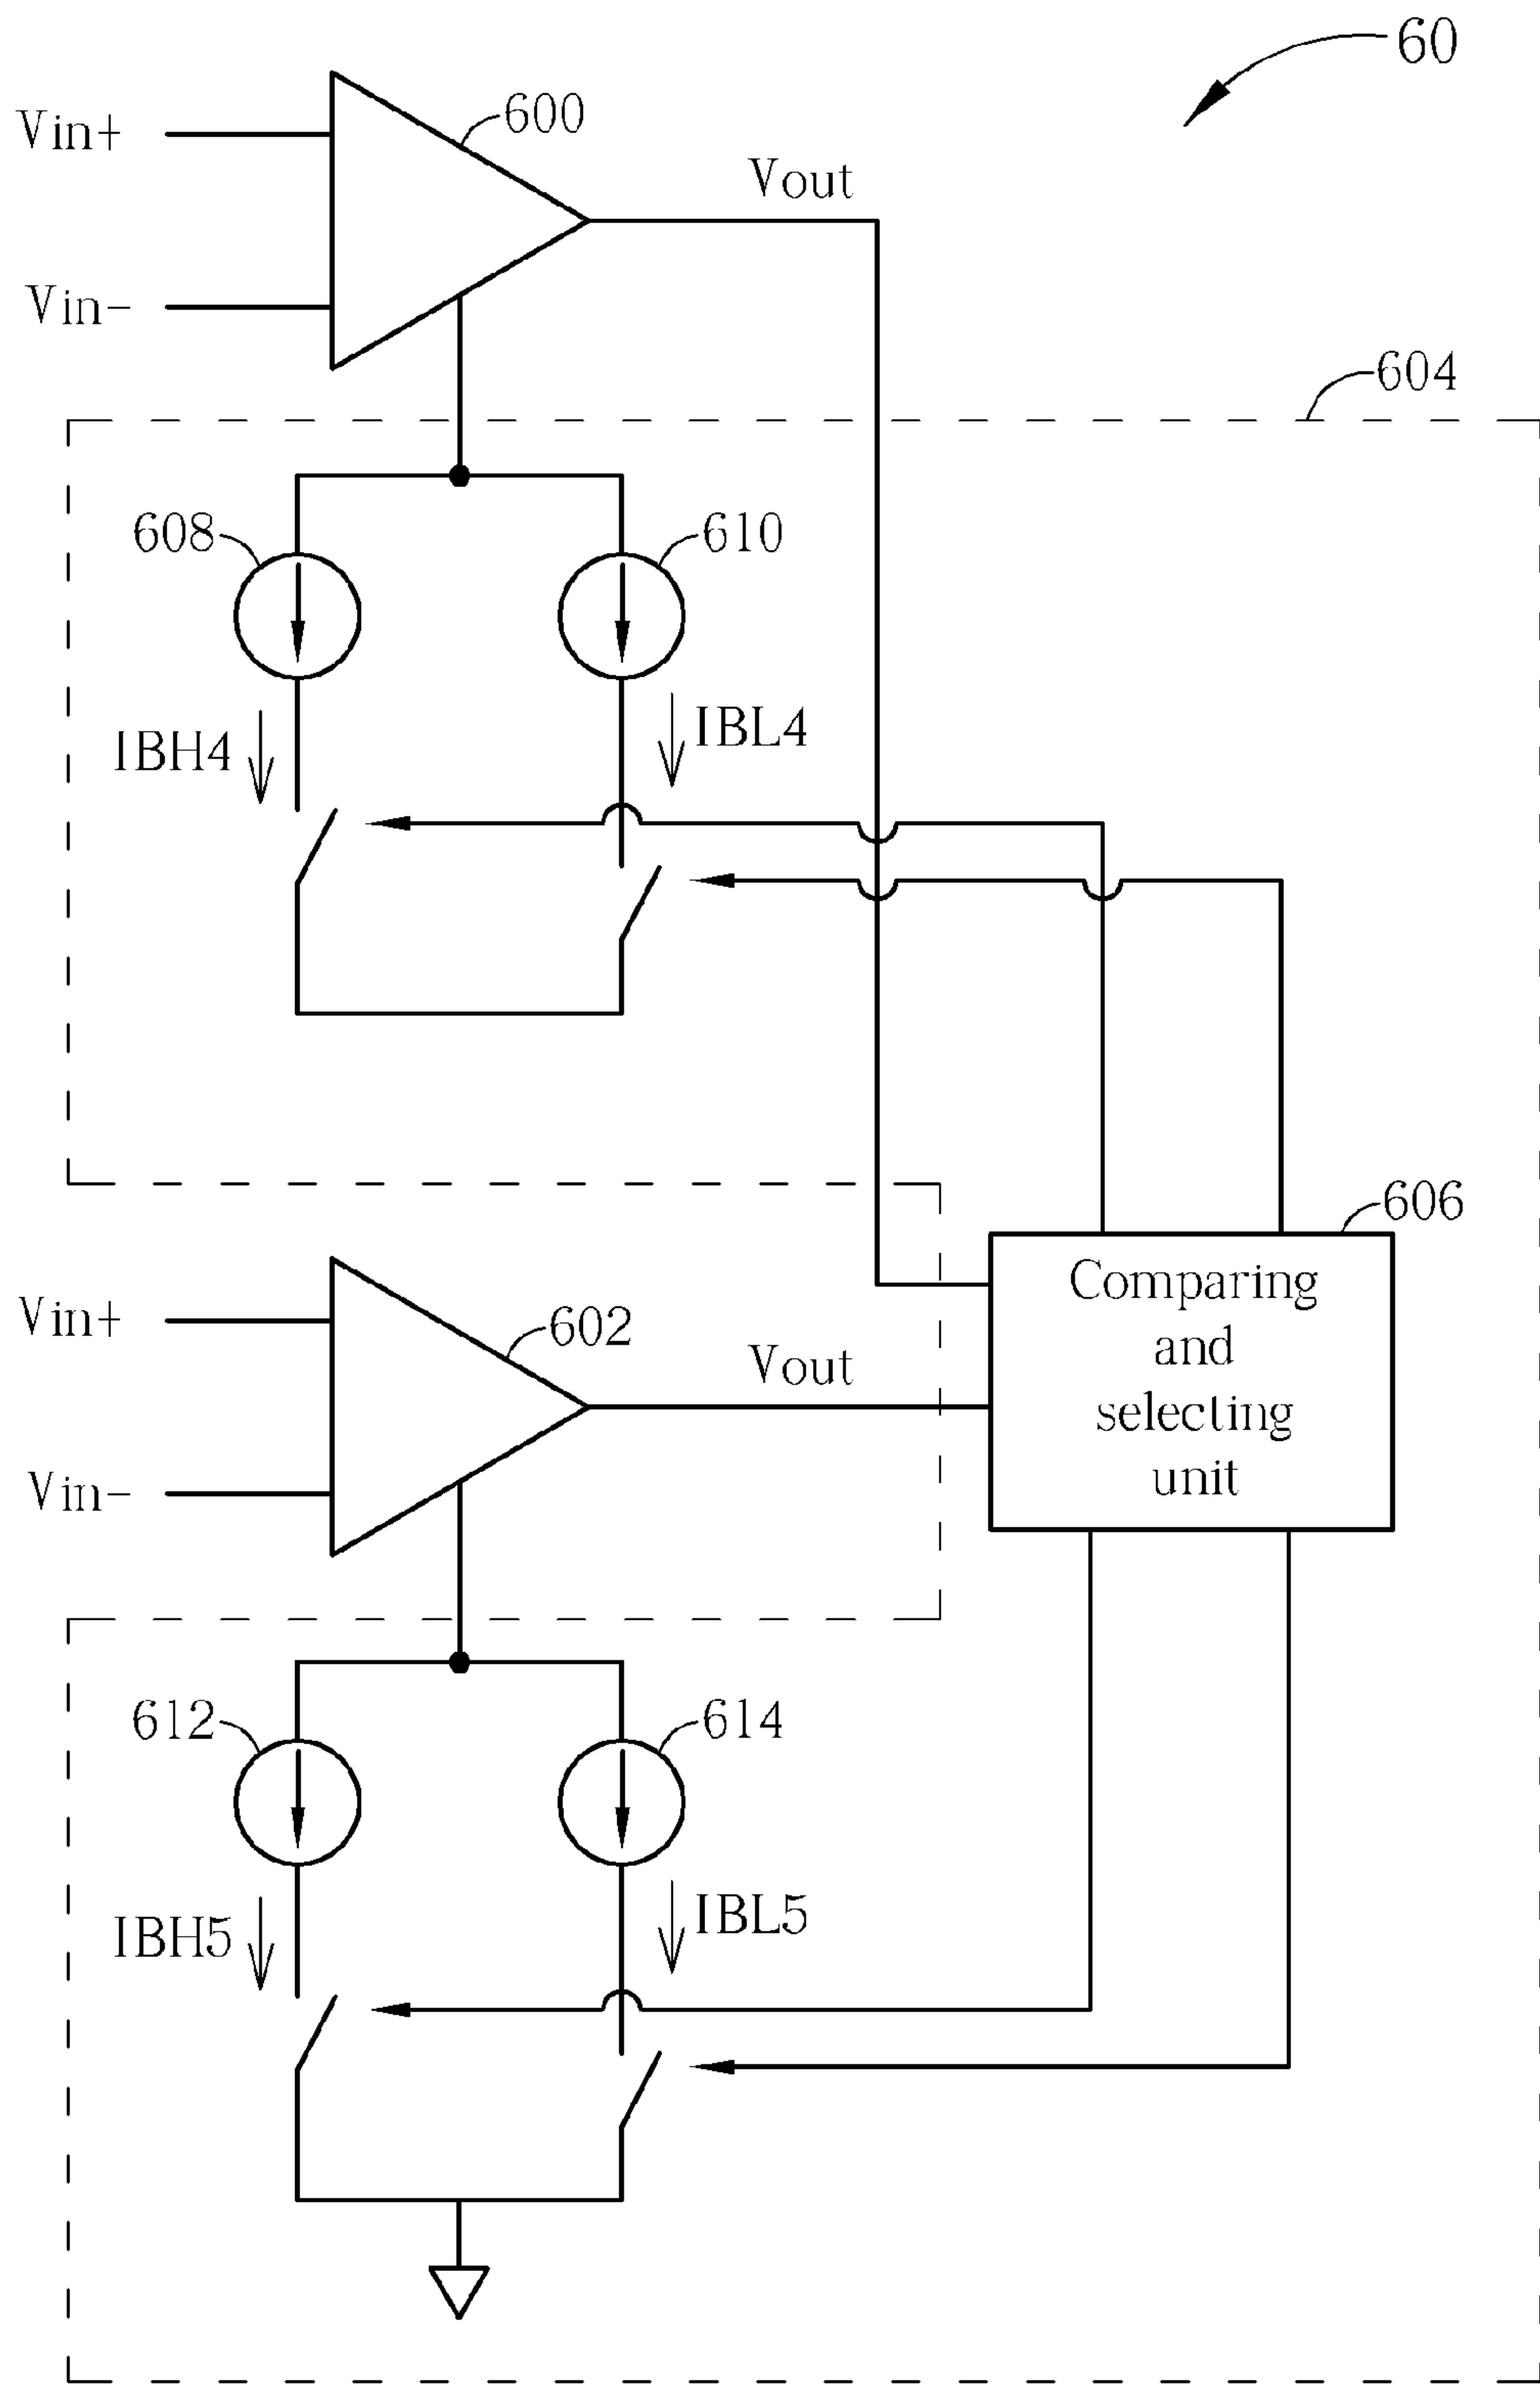 60
Vin+
600
Vout
Vin-
604
608
610
IBH4
IBL4
606
Comparing
and
selecting
unit
Vin+
602
Vout
Vin-
612
614
IBH5
IBL5